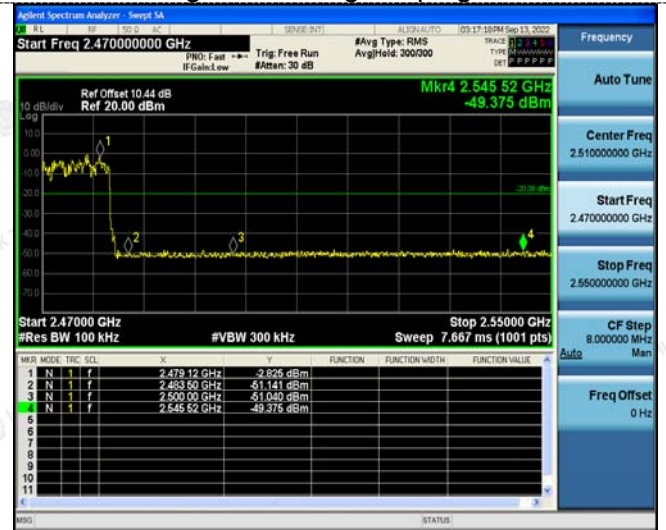 Agilent Spectrum Analyzer - Swept SA
RL RF 50 Ω AC SENSE:INT ALIGN AUTO 03:17:18 PM Sep 13, 2022
Start Freq 2.470000000 GHz
PNO: Fast
IFGain:Low
Trig: Free Run
#Atten: 30 dB
#Avg Type: RMS
Avg|Hold: 300/300
TRACE 1 2 3 4 5 6
TYPE
DET P P P P P P
Frequency
Auto Tune
Center Freq
2.510000000 GHz
Start Freq
2.470000000 GHz
Stop Freq
2.550000000 GHz
CF Step
8.000000 MHz
Auto Man
Freq Offset
0 Hz
Ref Offset 10.44 dB
10 dB/div Ref 20.00 dBm
Log
Mkr4 2.545 52 GHz
-49.375 dBm
10.0
0.00
-10.0
-20.0
-30.0
-40.0
-50.0
-60.0
-70.0
1
2
3
4
Start 2.47000 GHz
Stop 2.55000 GHz
#Res BW 100 kHz #VBW 300 kHz Sweep 7.667 ms (1001 pts)
MKR MODE TRC SCL X Y FUNCTION FUNCTION WIDTH FUNCTION VALUE
1 N 1 f 2.479 12 GHz -2.825 dBm
2 N 1 f 2.483 50 GHz -51.141 dBm
3 N 1 f 2.500 00 GHz -51.040 dBm
4 N 1 f 2.545 52 GHz -49.375 dBm
5
6
7
8
9
10
11
MSG STATUS